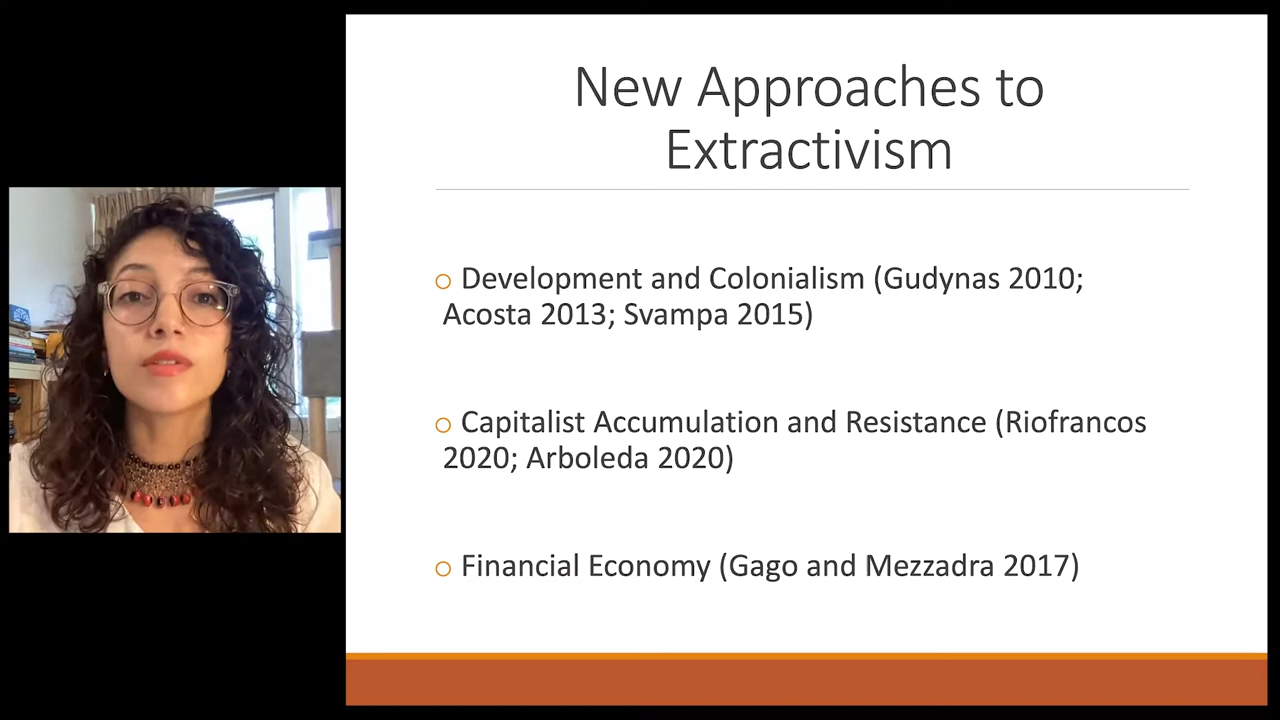 New Approaches to
Extractivism
o Development and Colonialism (Gudynas 2010;
Acosta 2013; Svampa 2015)
o Capitalist Accumulation and Resistance (Riofrancos
2020; Arboleda 2020)
o Financial Economy (Gago and Mezzadra 2017)